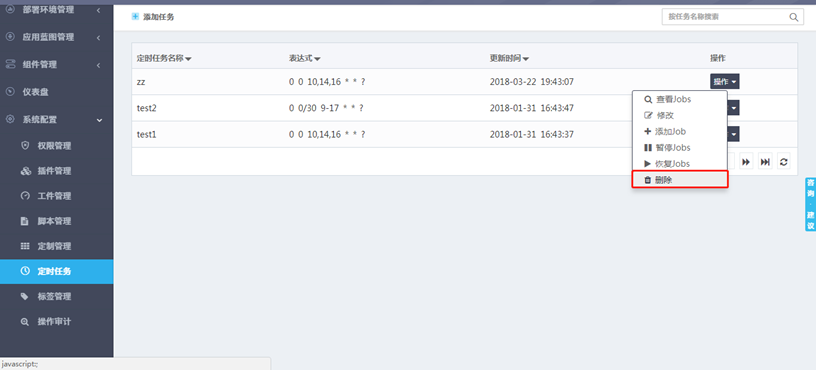 部署环境管理
应用蓝图管理
组件管理
仪表盘
系统配置
权限管理
插件管理
工件管理
脚本管理
定制管理
定时任务
标签管理
操作审计
javascript:;
添加任务
按任务名称搜索
定时任务名称 表达式 更新时间 操作
zz 0 0 10,14,16 * * ? 2018-03-22 19:43:07 操作
test2 0 0/30 9-17 * * ? 2018-01-31 16:43:47
test1 0 0 10,14,16 * * ? 2018-01-31 16:43:37
查看Jobs
修改
添加Job
暂停Jobs
恢复Jobs
删除
咨询
建议